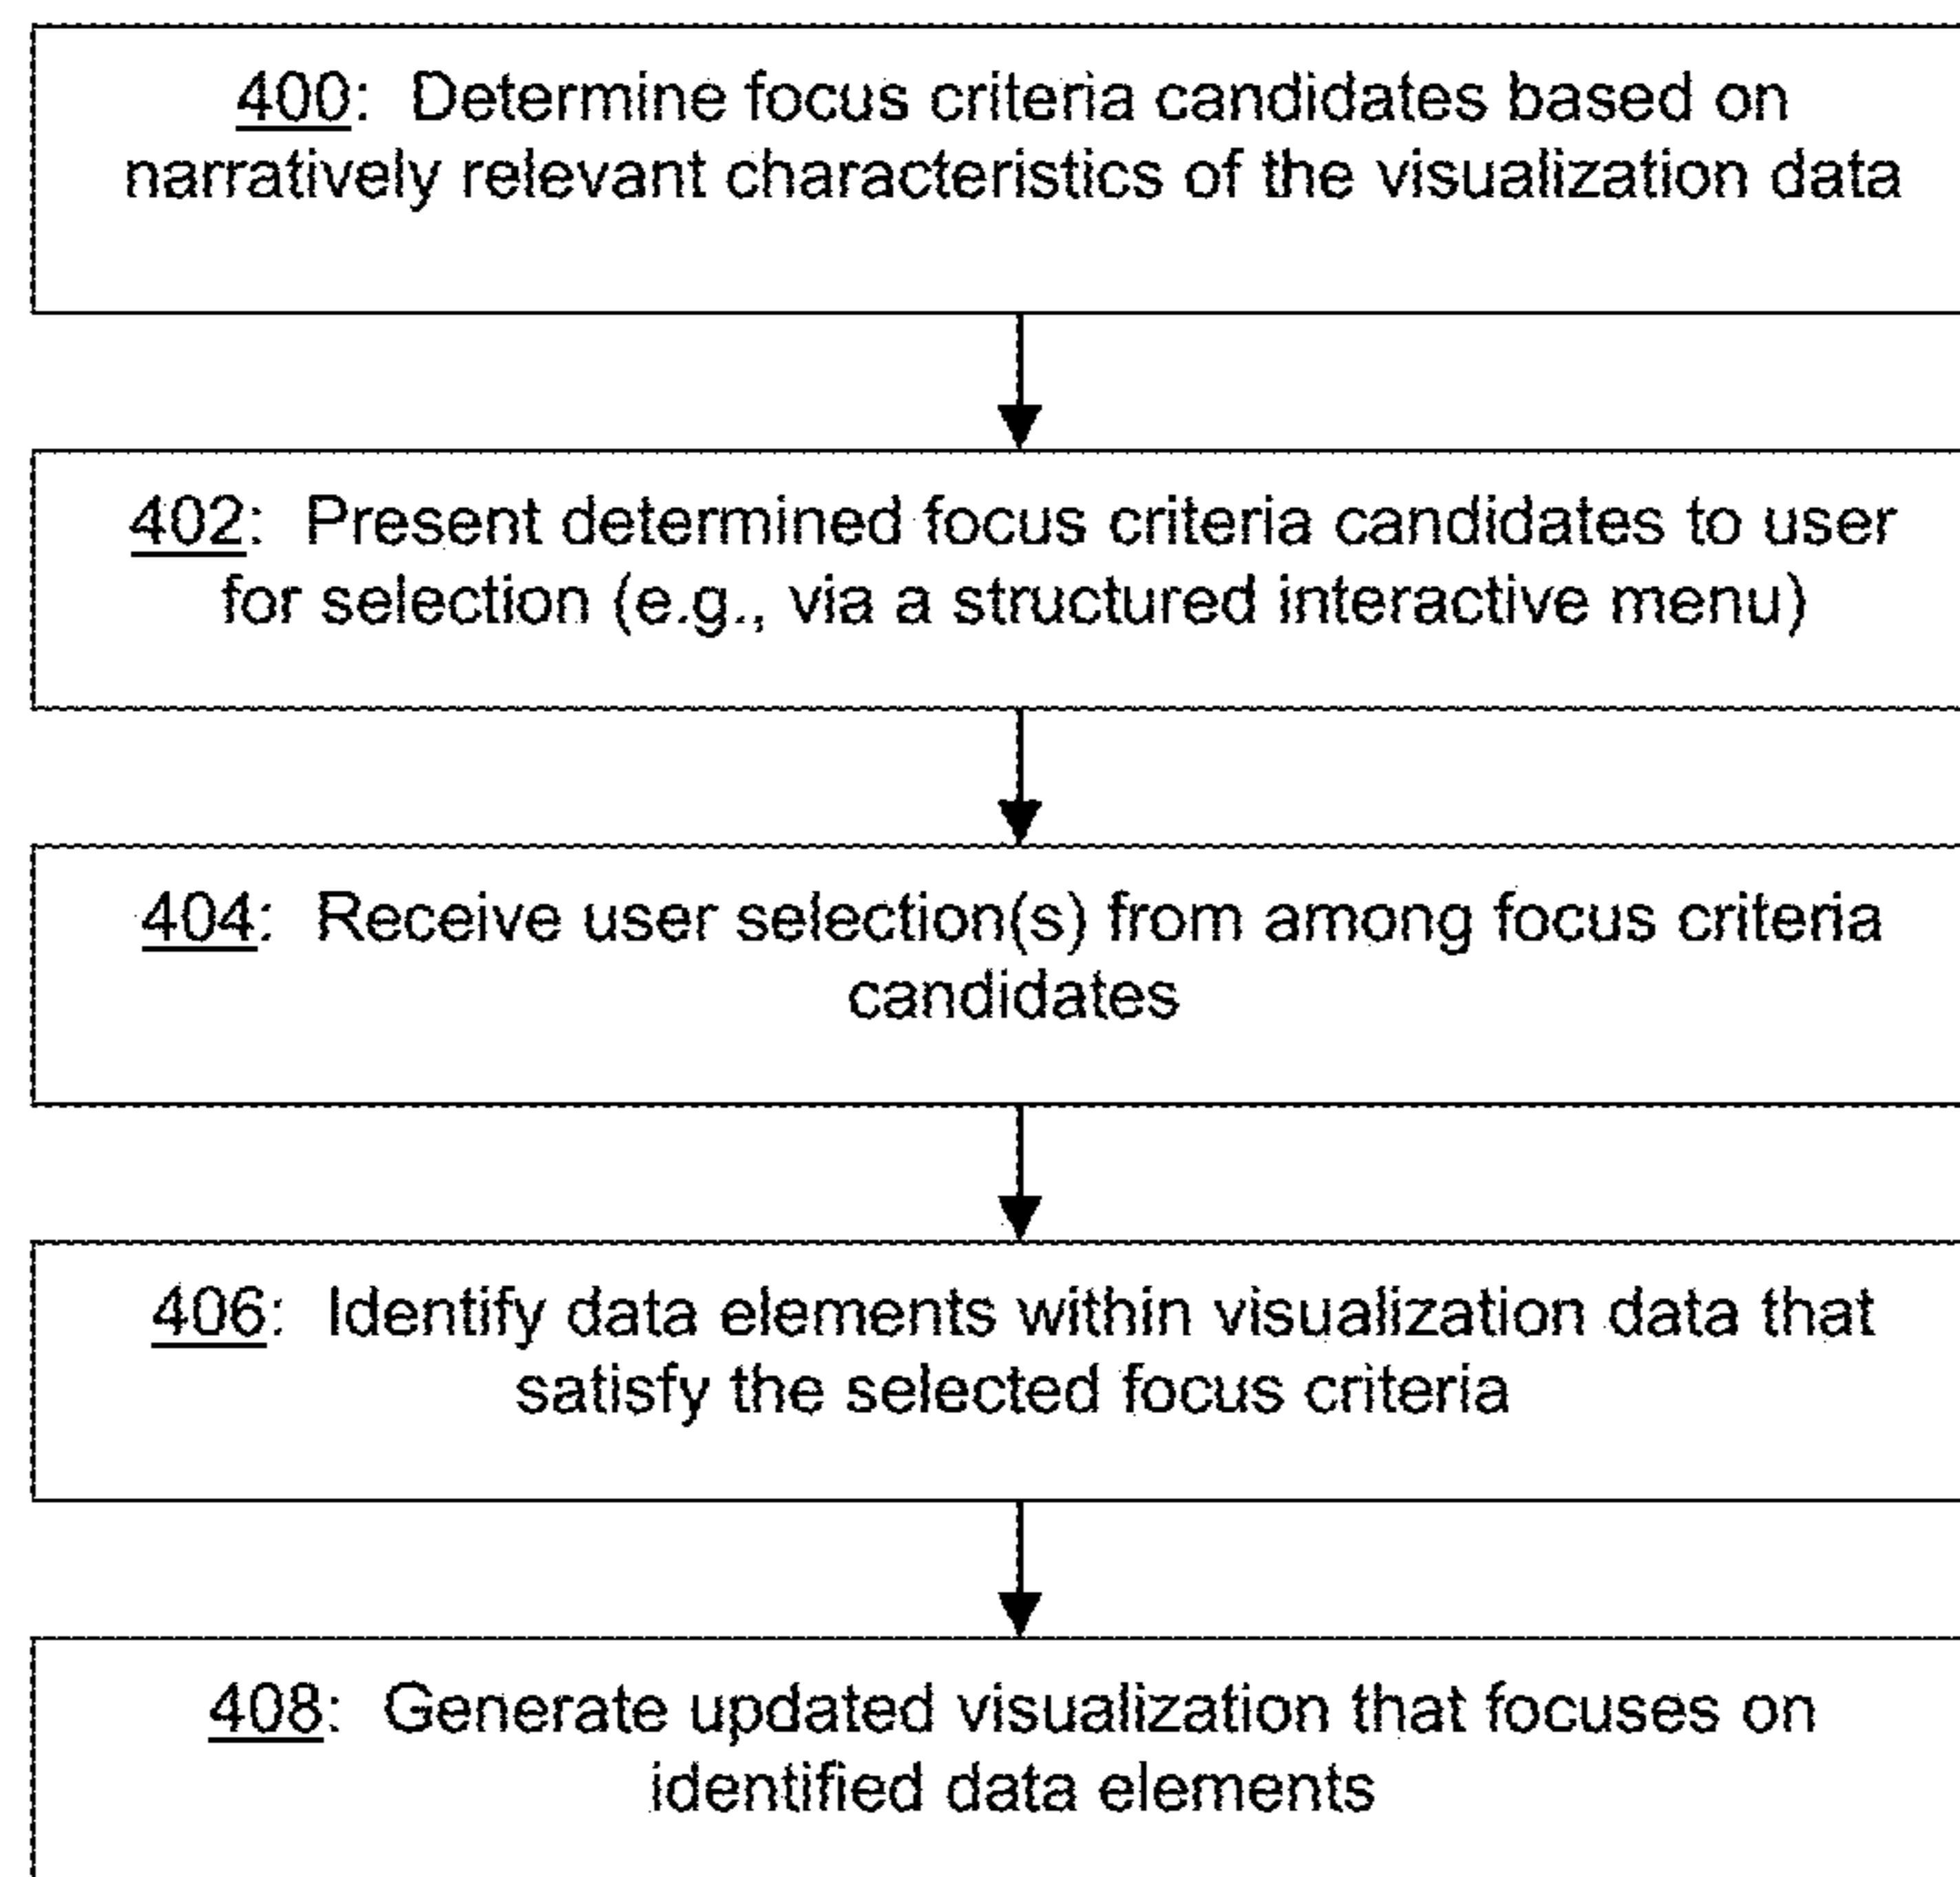 400: Determine focus criteria candidates based on
narratively relevant characteristics of the visualization data
402: Present determined focus criteria candidates to user
for selection (e.g., via a structured interactive menu)
404: Receive user selection(s) from among focus criteria
candidates
406: Identify data elements within visualization data that
satisfy the selected focus criteria
408: Generate updated visualization that focuses on
identified data elements